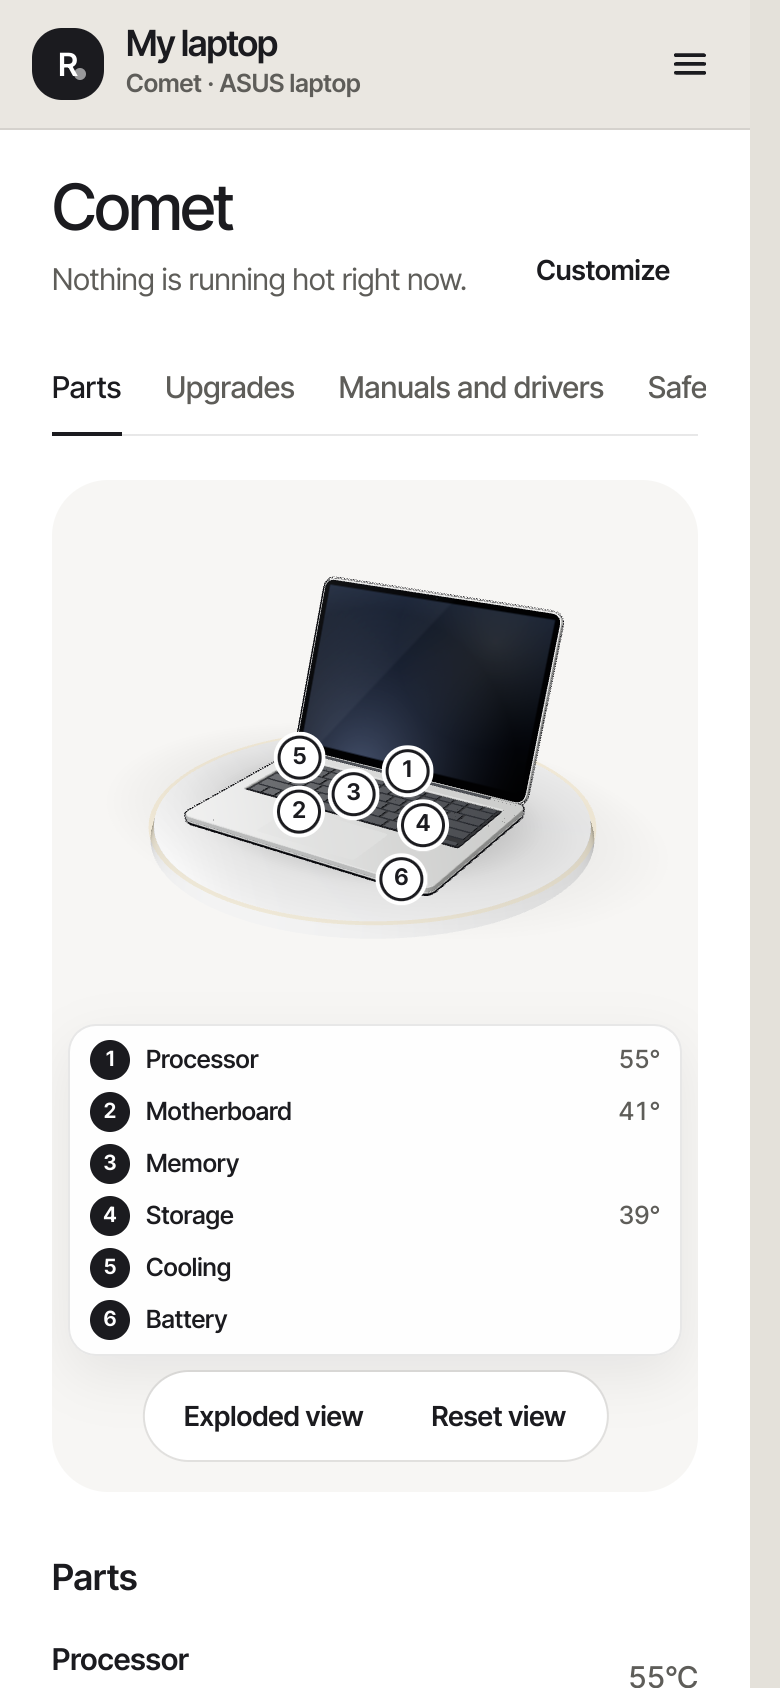 R
My laptop
Comet · ASUS laptop
Comet
Nothing is running hot right now.
Customize
Parts Upgrades Manuals and drivers Safe
5
1
3
2
4
6
1 Processor 55°
2 Motherboard 41°
3 Memory
4 Storage 39°
5 Cooling
6 Battery
Exploded view Reset view
Parts
Processor
55°C